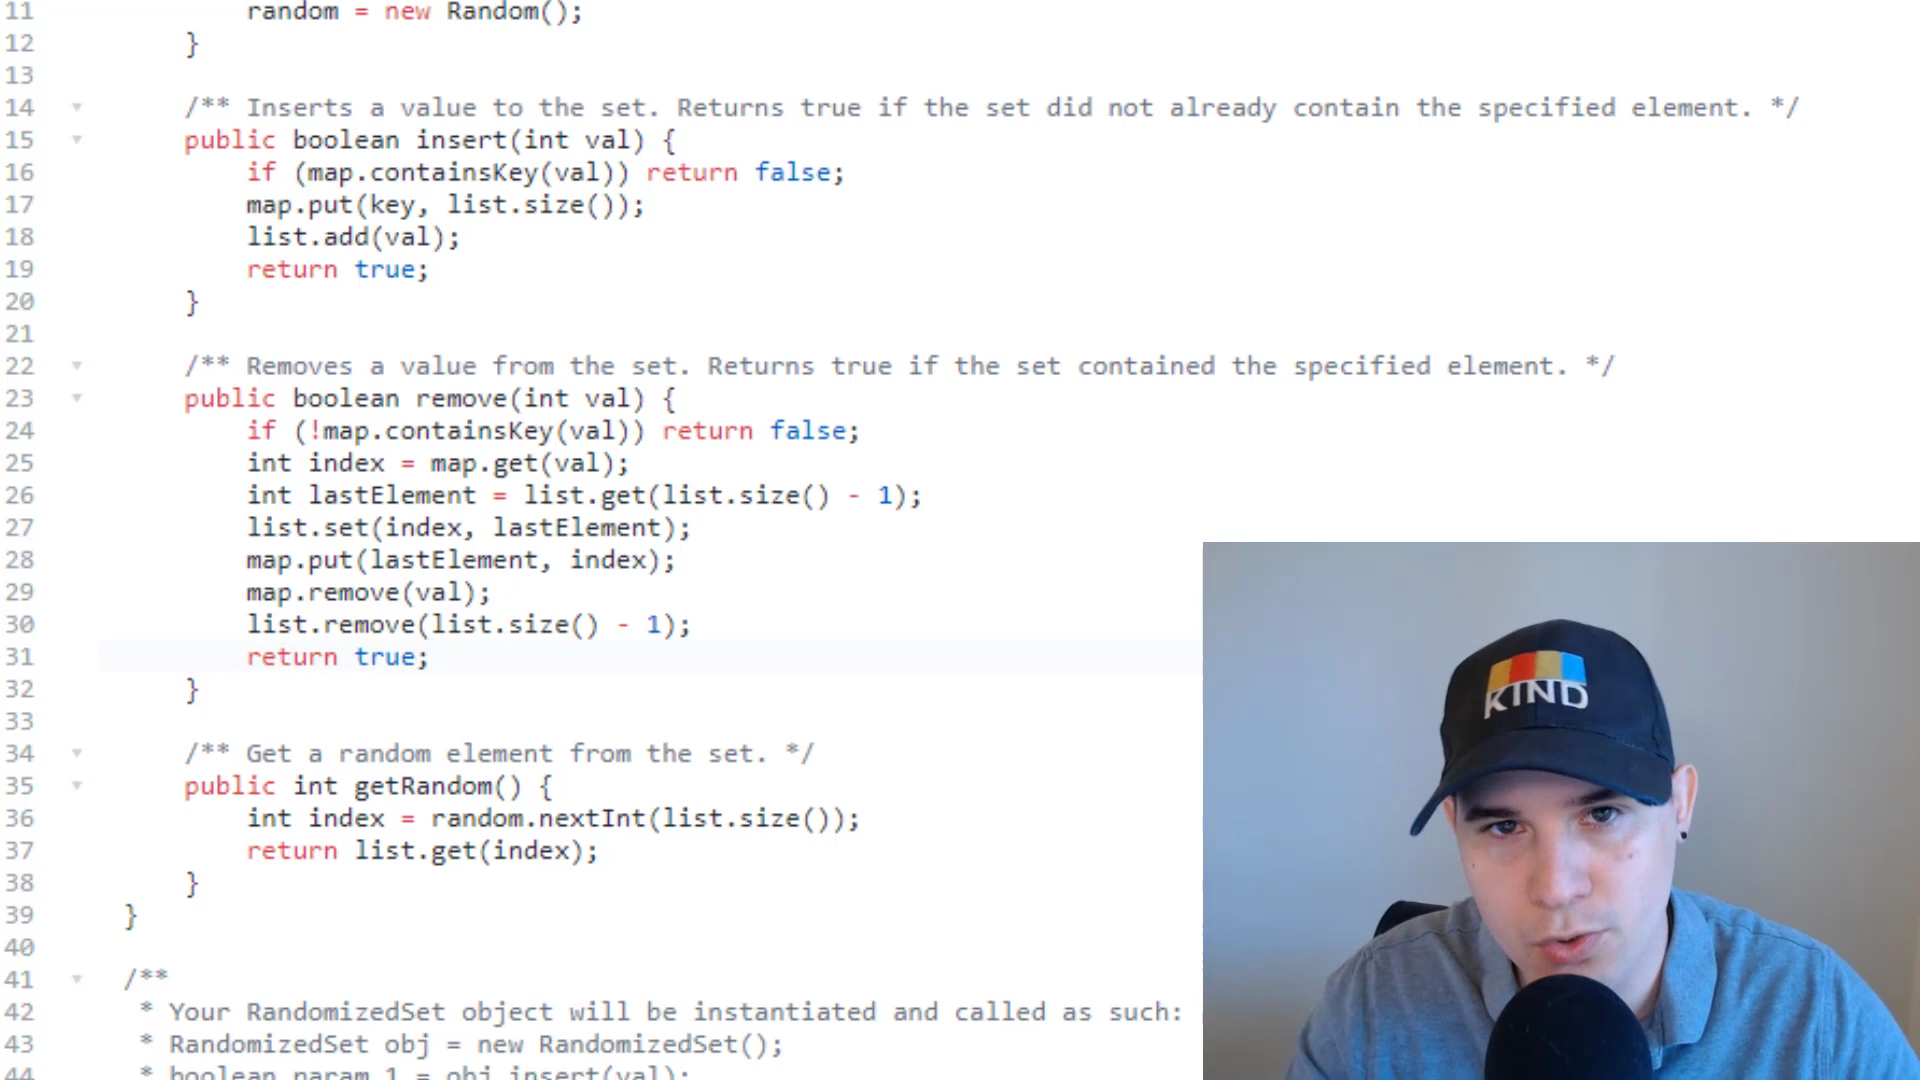 11 random = new Random();
12 }
13
14 /** Inserts a value to the set. Returns true if the set did not already contain the specified element. */
15 public boolean insert(int val) {
16 if (map.containsKey(val)) return false;
17 map.put(key, list.size());
18 list.add(val);
19 return true;
20 }
21
22 /** Removes a value from the set. Returns true if the set contained the specified element. */
23 public boolean remove(int val) {
24 if (!map.containsKey(val)) return false;
25 int index = map.get(val);
26 int lastElement = list.get(list.size() - 1);
27 list.set(index, lastElement);
28 map.put(lastElement, index);
29 map.remove(val);
30 list.remove(list.size() - 1);
31 return true;
32 }
33
34 /** Get a random element from the set. */
35 public int getRandom() {
36 int index = random.nextInt(list.size());
37 return list.get(index);
38 }
39 }
40
41 /**
42 * Your RandomizedSet object will be instantiated and called as such:
43 * RandomizedSet obj = new RandomizedSet();
44 * boolean param_1 = obj.insert(val);
KIND